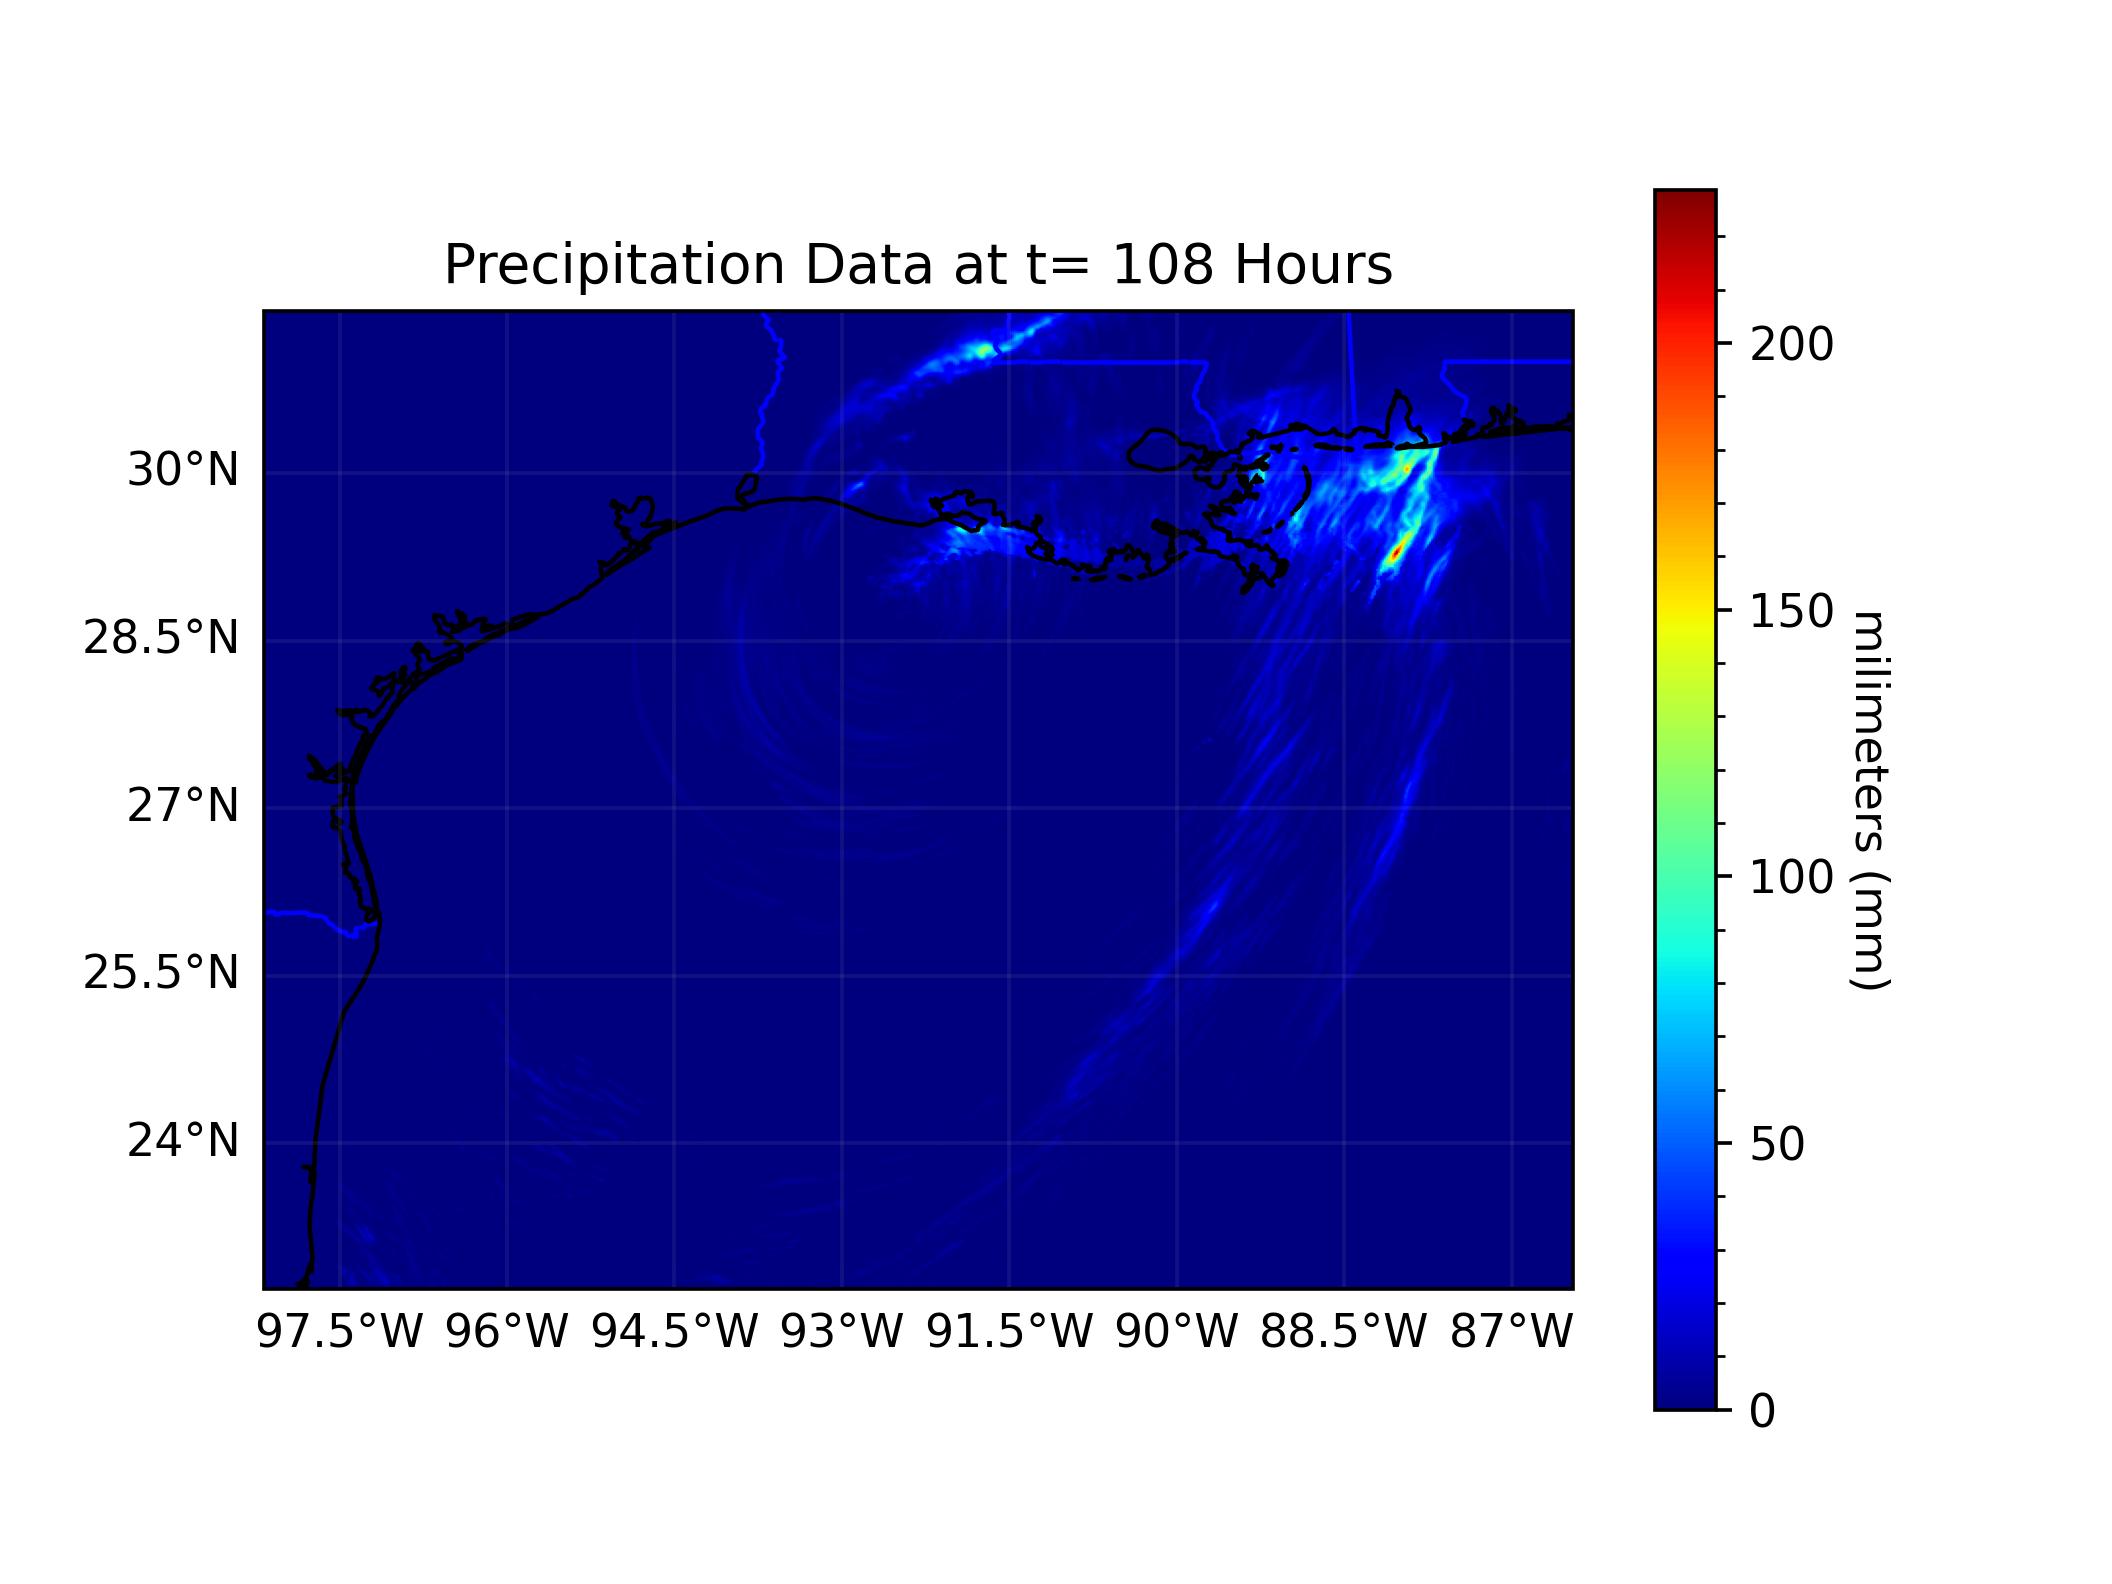 Precipitation Data at t= 108 Hours
30°N
28.5°N
27°N
25.5°N
24°N
97.5°W 96°W 94.5°W 93°W 91.5°W 90°W 88.5°W 87°W
200
150
100
50
0
milimeters (mm)